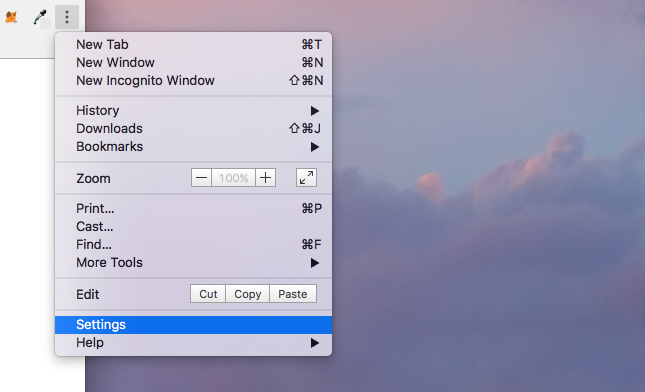 New Tab ⌘T
New Window ⌘N
New Incognito Window ⇧⌘N
History ▶
Downloads ⇧⌘J
Bookmarks ▶
Zoom − 100% +
Print... ⌘P
Cast...
Find... ⌘F
More Tools ▶
Edit Cut Copy Paste
Settings
Help ▶